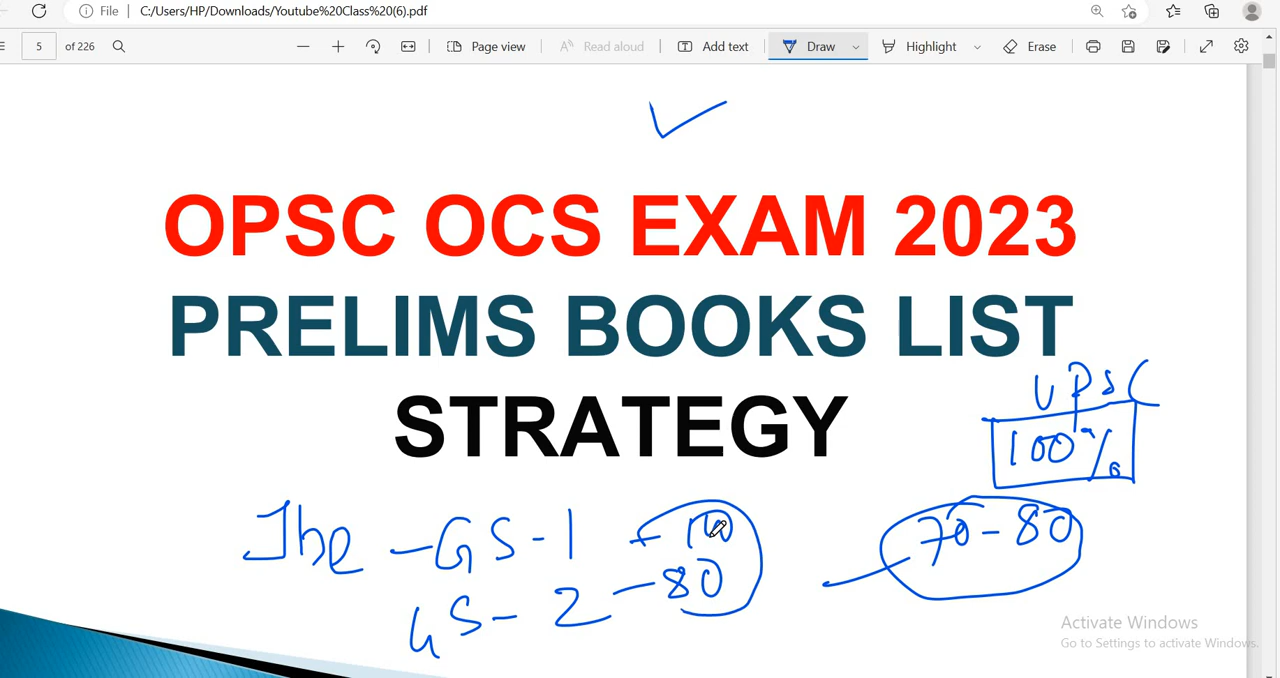 File C:/Users/HP/Downloads/Youtube%20Class%20(6).pdf
5 of 226 Page view Read aloud Add text Draw Highlight Erase
OPSC OCS EXAM 2023
PRELIMS BOOKS LIST
STRATEGY
UPSC
100%
GS-1 100
70-80
GS-2-80
Activate Windows
Go to Settings to activate Windows.